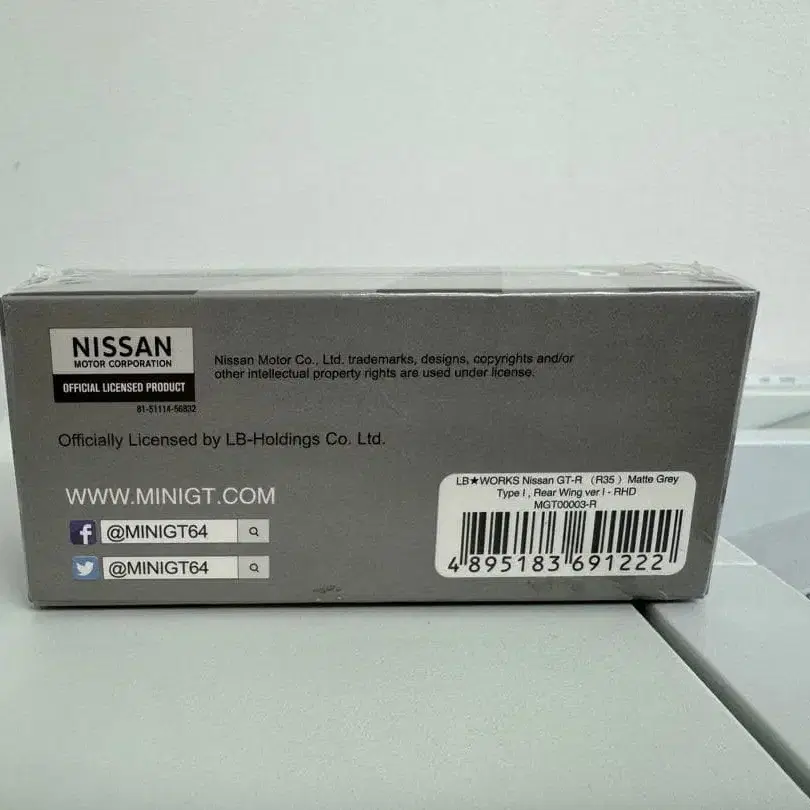 NISSAN
MOTOR CORPORATION
OFFICIAL LICENSED PRODUCT
81-51114-56832
Nissan Motor Co., Ltd. trademarks, designs, copyrights and/or
other intellectual property rights are used under license.
Officially Licensed by LB-Holdings Co. Ltd.
WWW.MINIGT.COM
f @MINIGT64
@MINIGT64
LB★WORKS Nissan GT-R （R35） Matte Grey
Type I , Rear Wing ver I - RHD
MGT00003-R
4 895183 691222